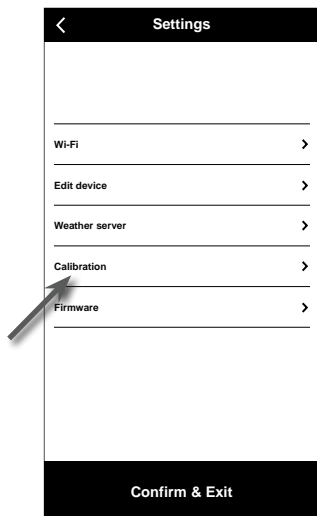 Settings
Wi-Fi
Edit device
Weather server
Calibration
Firmware
Confirm & Exit